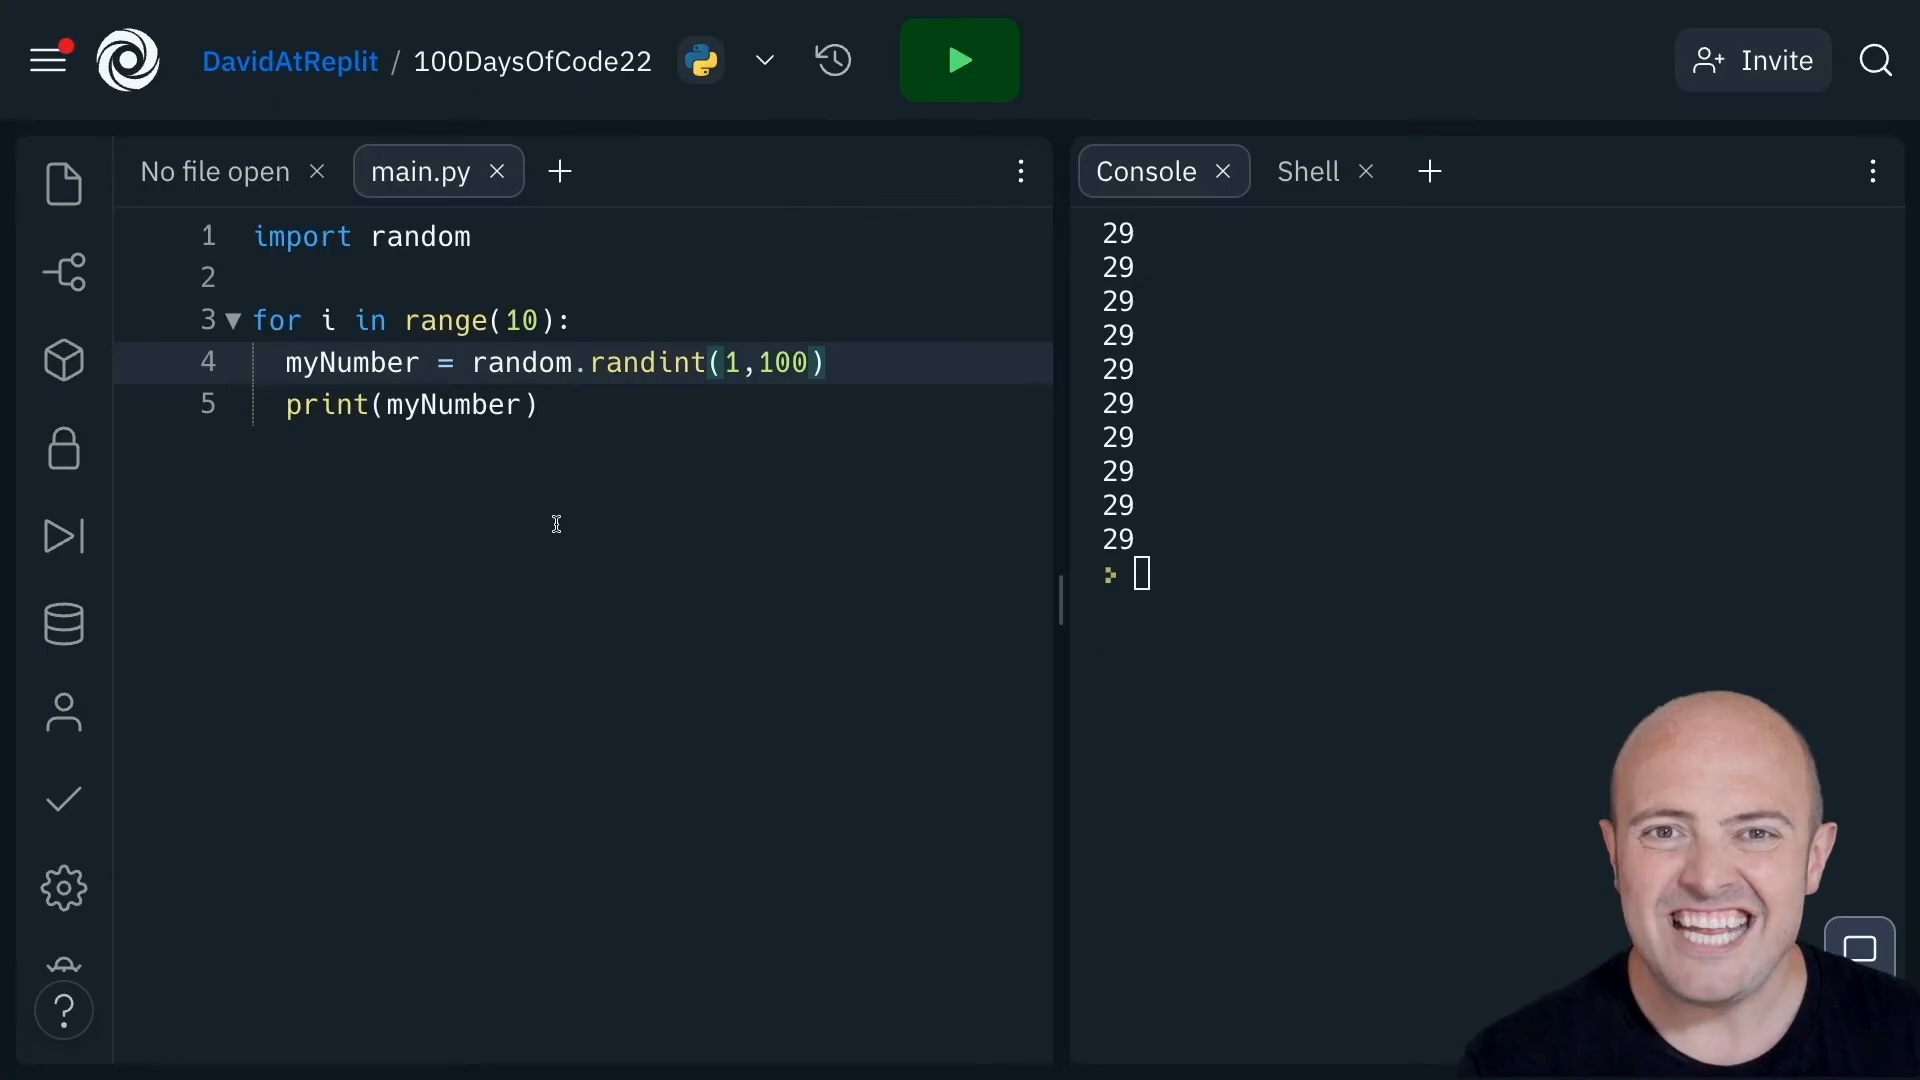 DavidAtReplit / 100DaysOfCode22
Invite
No file open
main.py
Console
Shell
1 import random
2
3 for i in range(10):
4 myNumber = random.randint(1,100)
5 print(myNumber)
29
29
29
29
29
29
29
29
29
29
?